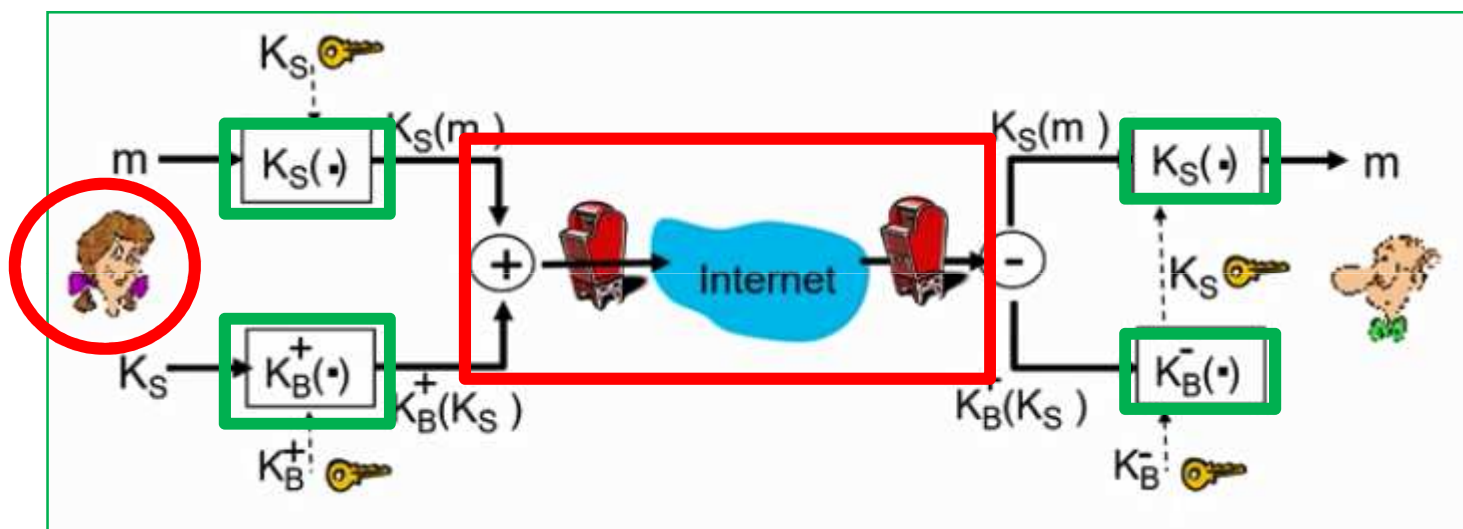 K_S
K_S(m )
K_S(m )
m
K_S(▪)
K_S(▪)
m
+
Internet
-
K_S
K_S
K_B^+(▪)
K_B^-(▪)
K_B^+(K_S )
K_B^+(K_S )
K_B^+
K_B^-